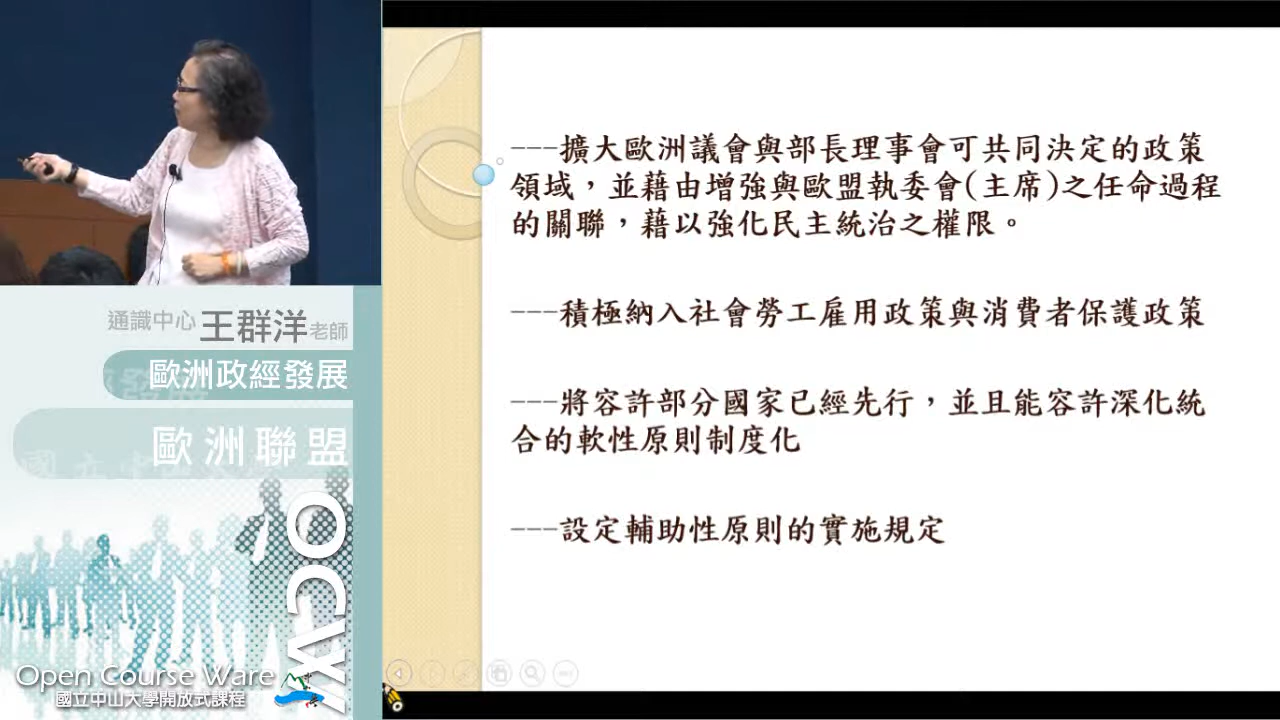 ---擴大歐洲議會與部長理事會可共同決定的政策
領域，並藉由增強與歐盟執委會(主席)之任命過程
的關聯，藉以強化民主統治之權限。
---積極納入社會勞工雇用政策與消費者保護政策
---將容許部分國家已經先行，並且能容許深化統
合的軟性原則制度化
---設定輔助性原則的實施規定
通識中心 王群洋 老師
歐洲政經發展
歐洲聯盟
OCW
Open Course Ware
國立中山大學開放式課程